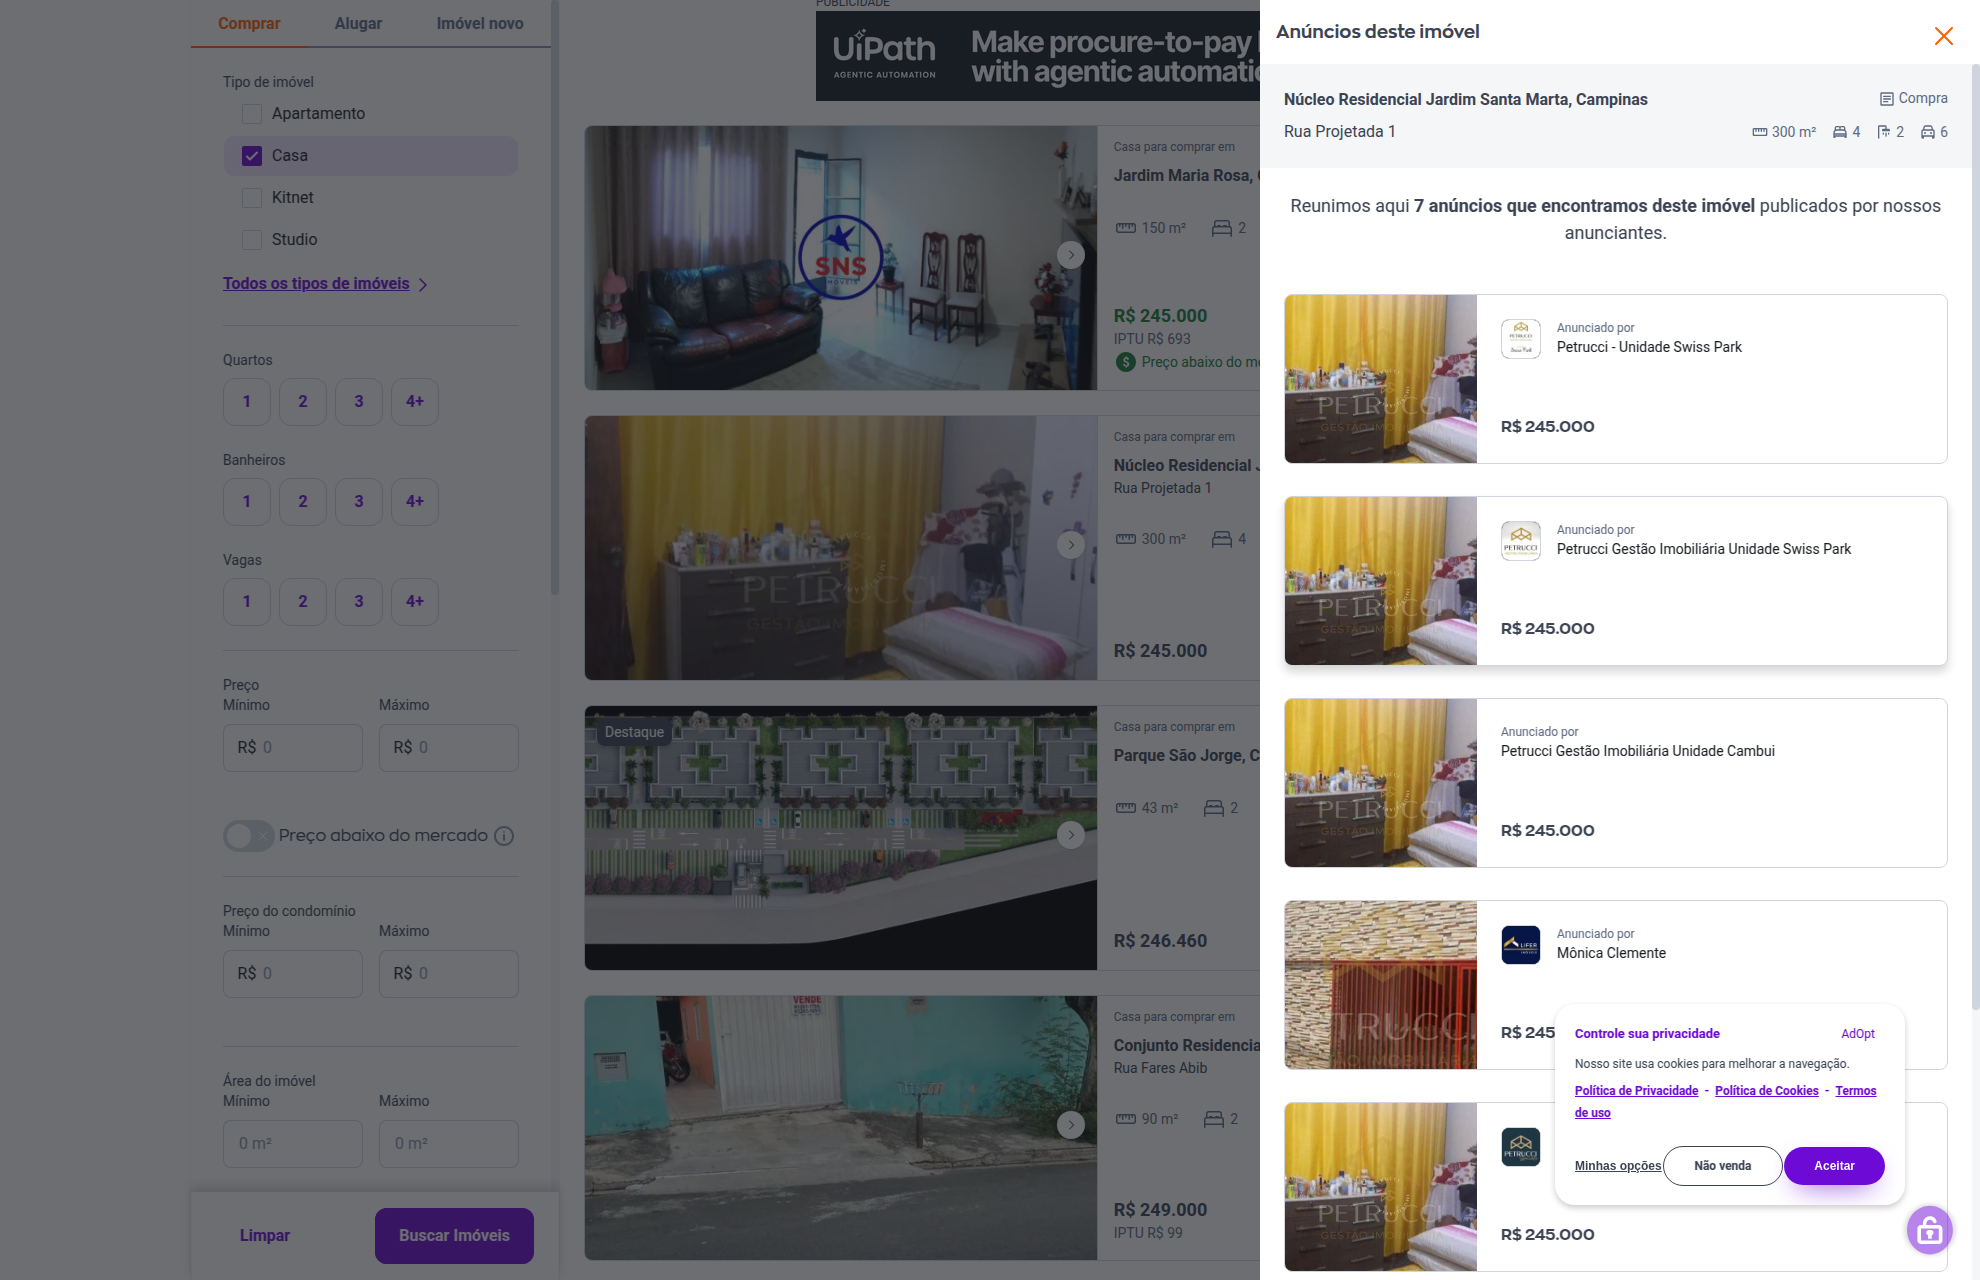 Comprar
Alugar
Imóvel novo
Tipo de imóvel
Apartamento
Casa
Kitnet
Studio
Todos os tipos de imóveis
Quartos
1 2 3 4+
Banheiros
1 2 3 4+
Vagas
1 2 3 4+
Preço
Mínimo Máximo
R$ 0 R$ 0
Preço abaixo do mercado
Preço do condomínio
Mínimo Máximo
R$ 0 R$ 0
Área do imóvel
Mínimo Máximo
0 m² 0 m²
Limpar
Buscar Imóveis
PUBLICIDADE
UiPath
AGENTIC AUTOMATION
Make procure-to-pay
with agentic automatic
SNS
IMÓVEIS
Casa para comprar em
Jardim Maria Rosa,
150 m² 2
R$ 245.000
IPTU R$ 693
Preço abaixo do me
PETRUCCI
Casa para comprar em
Núcleo Residencial J
Rua Projetada 1
300 m² 4
R$ 245.000
Destaque
Casa para comprar em
Parque São Jorge, C
43 m² 2
R$ 246.460
VENDE
Casa para comprar em
Conjunto Residencia
Rua Fares Abib
90 m² 2
R$ 249.000
IPTU R$ 99
Anúncios deste imóvel
Núcleo Residencial Jardim Santa Marta, Campinas
Compra
Rua Projetada 1
300 m² 4 2 6
Reunimos aqui 7 anúncios que encontramos deste imóvel publicados por nossos
anunciantes.
PETRUCCI
Anunciado por
Petrucci - Unidade Swiss Park
R$ 245.000
PETRUCCI
Anunciado por
Petrucci Gestão Imobiliária Unidade Swiss Park
R$ 245.000
Anunciado por
Petrucci Gestão Imobiliária Unidade Cambui
R$ 245.000
LIFER
Anunciado por
Mônica Clemente
R$ 245
PETRUCCI
R$ 245.000
Controle sua privacidade
AdOpt
Nosso site usa cookies para melhorar a navegação.
Política de Privacidade - Política de Cookies - Termos
de uso
Minhas opções
Não venda
Aceitar